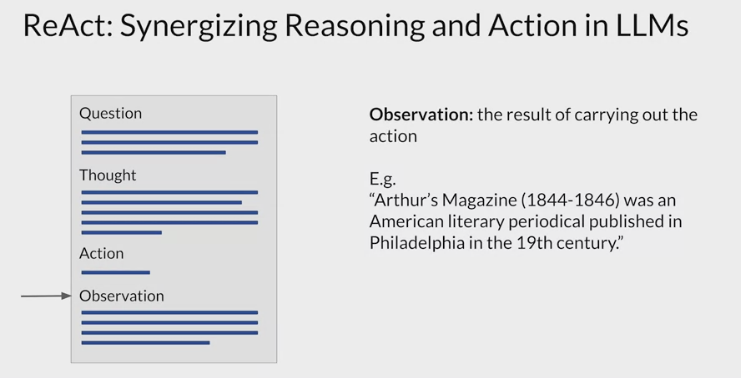 ReAct: Synergizing Reasoning and Action in LLMs
Question
Thought
Action
Observation
Observation: the result of carrying out the
action
E.g.
“Arthur’s Magazine (1844-1846) was an
American literary periodical published in
Philadelphia in the 19th century.”